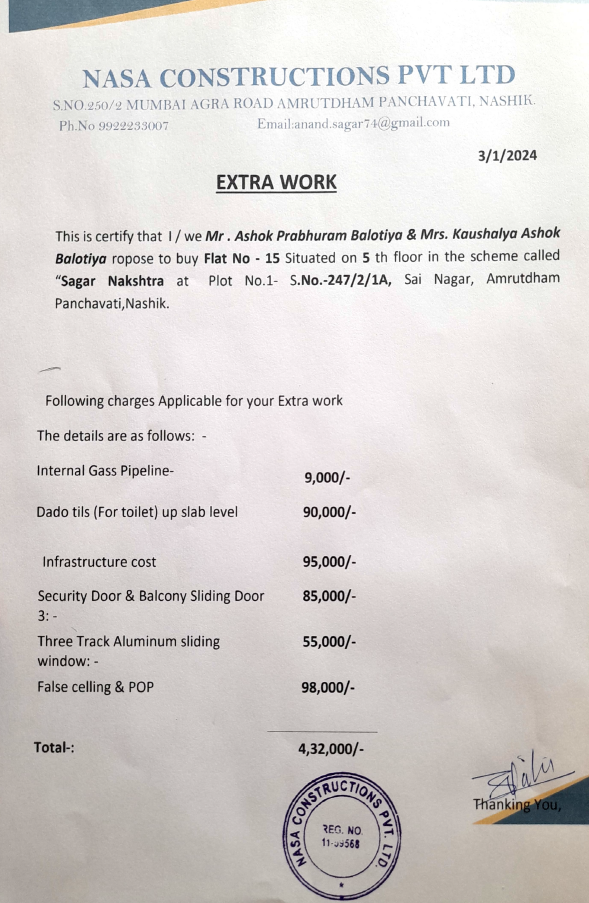 NASA CONSTRUCTIONS PVT LTD
S.NO.250/2 MUMBAI AGRA ROAD AMRUTDHAM PANCHAVATI, NASHIK.
Ph.No 9922233007 Email:anand.sagar74@gmail.com
3/1/2024
EXTRA WORK
This is certify that I / we Mr . Ashok Prabhuram Balotiya & Mrs. Kaushalya Ashok
Balotiya ropose to buy Flat No - 15 Situated on 5 th floor in the scheme called
“Sagar Nakshtra at Plot No.1- S.No.-247/2/1A, Sai Nagar, Amrutdham
Panchavati,Nashik.
Following charges Applicable for your Extra work
The details are as follows: -
Internal Gass Pipeline- 9,000/-
Dado tils (For toilet) up slab level 90,000/-
Infrastructure cost 95,000/-
Security Door & Balcony Sliding Door 85,000/-
3: -
Three Track Aluminum sliding 55,000/-
window: -
False celling & POP 98,000/-
Total-: 4,32,000/-
Thanking You,
NASA CONSTRUCTIONS PVT. LTD.
REG. NO.